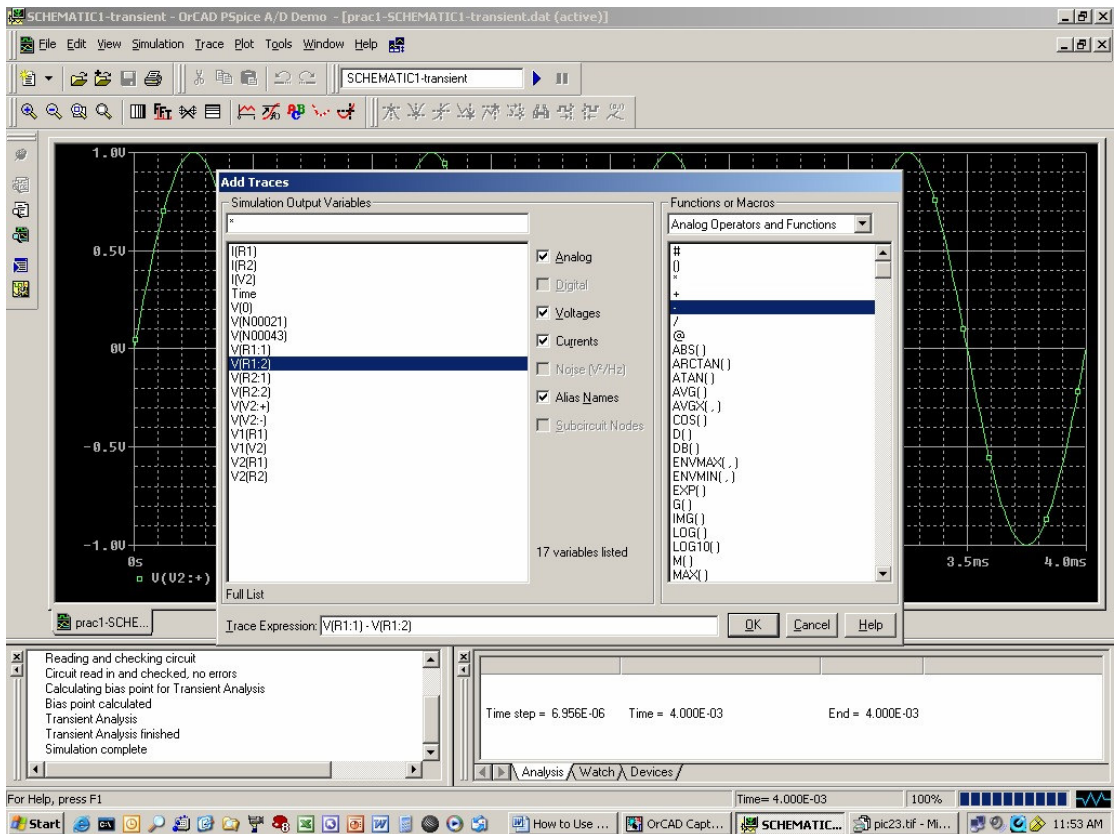 SCHEMATIC1-transient - OrCAD PSpice A/D Demo - [prac1-SCHEMATIC1-transient.dat (active)]
File Edit View Simulation Trace Plot Tools Window Help
SCHEMATIC1-transient
1.0V
0.5V
0V
-0.5V
-1.0V
0s
3.5ms
4.0ms
V(V2:+)
prac1-SCHE...
Add Traces
Simulation Output Variables
*
I(R1)
I(R2)
I(V2)
Time
V(0)
V(N00021)
V(N00043)
V(R1:1)
V(R1:2)
V(R2:1)
V(R2:2)
V(V2:+)
V(V2:-)
V1(R1)
V1(V2)
V2(R1)
V2(R2)
Full List
Analog
Digital
Voltages
Currents
Noise (V²/Hz)
Alias Names
Subcircuit Nodes
17 variables listed
Functions or Macros
Analog Operators and Functions
#
()
*
+
-
/
@
ABS( )
ARCTAN( )
ATAN( )
AVG( )
AVGX( , )
COS( )
D( )
DB( )
ENVMAX( , )
ENVMIN( , )
EXP( )
G( )
IMG( )
LOG( )
LOG10( )
M( )
MAX( )
Trace Expression: V(R1:1) - V(R1:2)
OK Cancel Help
Reading and checking circuit
Circuit read in and checked, no errors
Calculating bias point for Transient Analysis
Bias point calculated
Transient Analysis
Transient Analysis finished
Simulation complete
Time step = 6.956E-06 Time = 4.000E-03 End = 4.000E-03
Analysis Watch Devices
For Help, press F1
Time= 4.000E-03 100%
Start How to Use ... OrCAD Capt... SCHEMATIC... pic23.tif - Mi... 11:53 AM